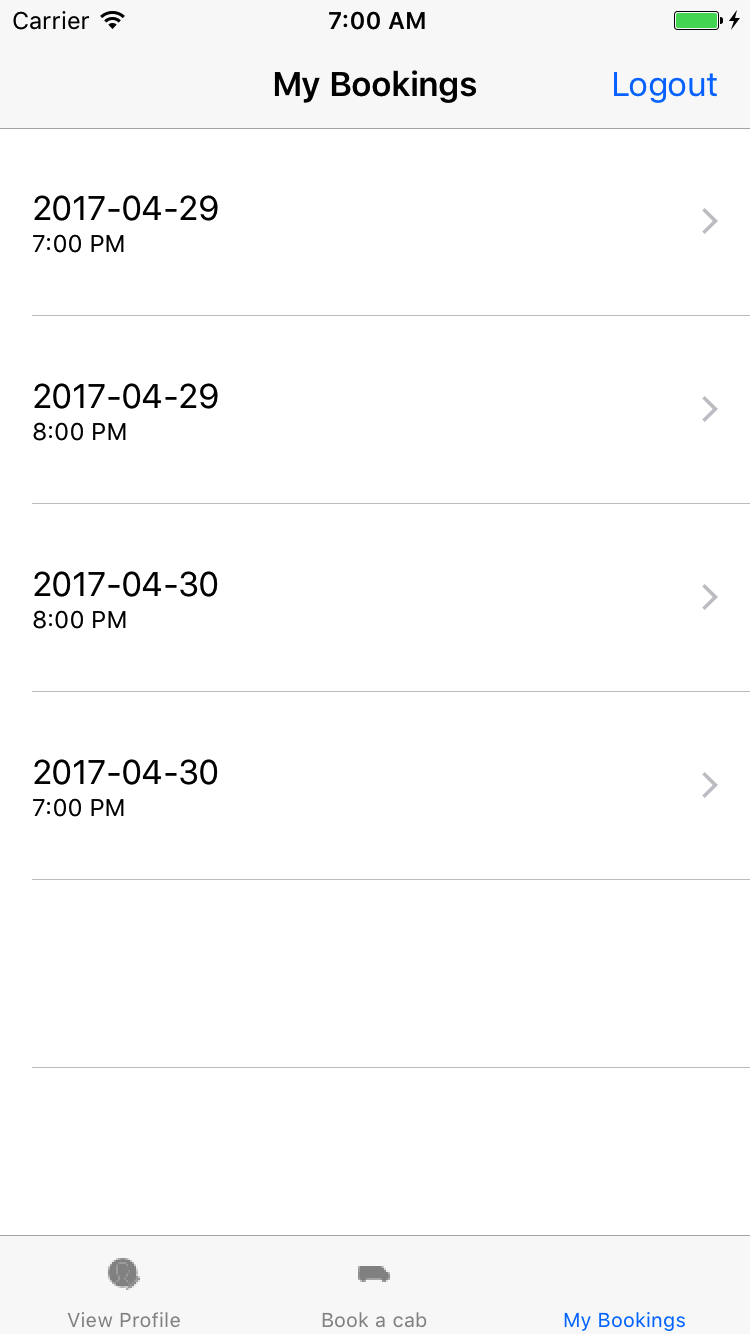 Carrier 7:00 AM
My Bookings Logout
2017-04-29
7:00 PM
2017-04-29
8:00 PM
2017-04-30
8:00 PM
2017-04-30
7:00 PM
View Profile Book a cab My Bookings